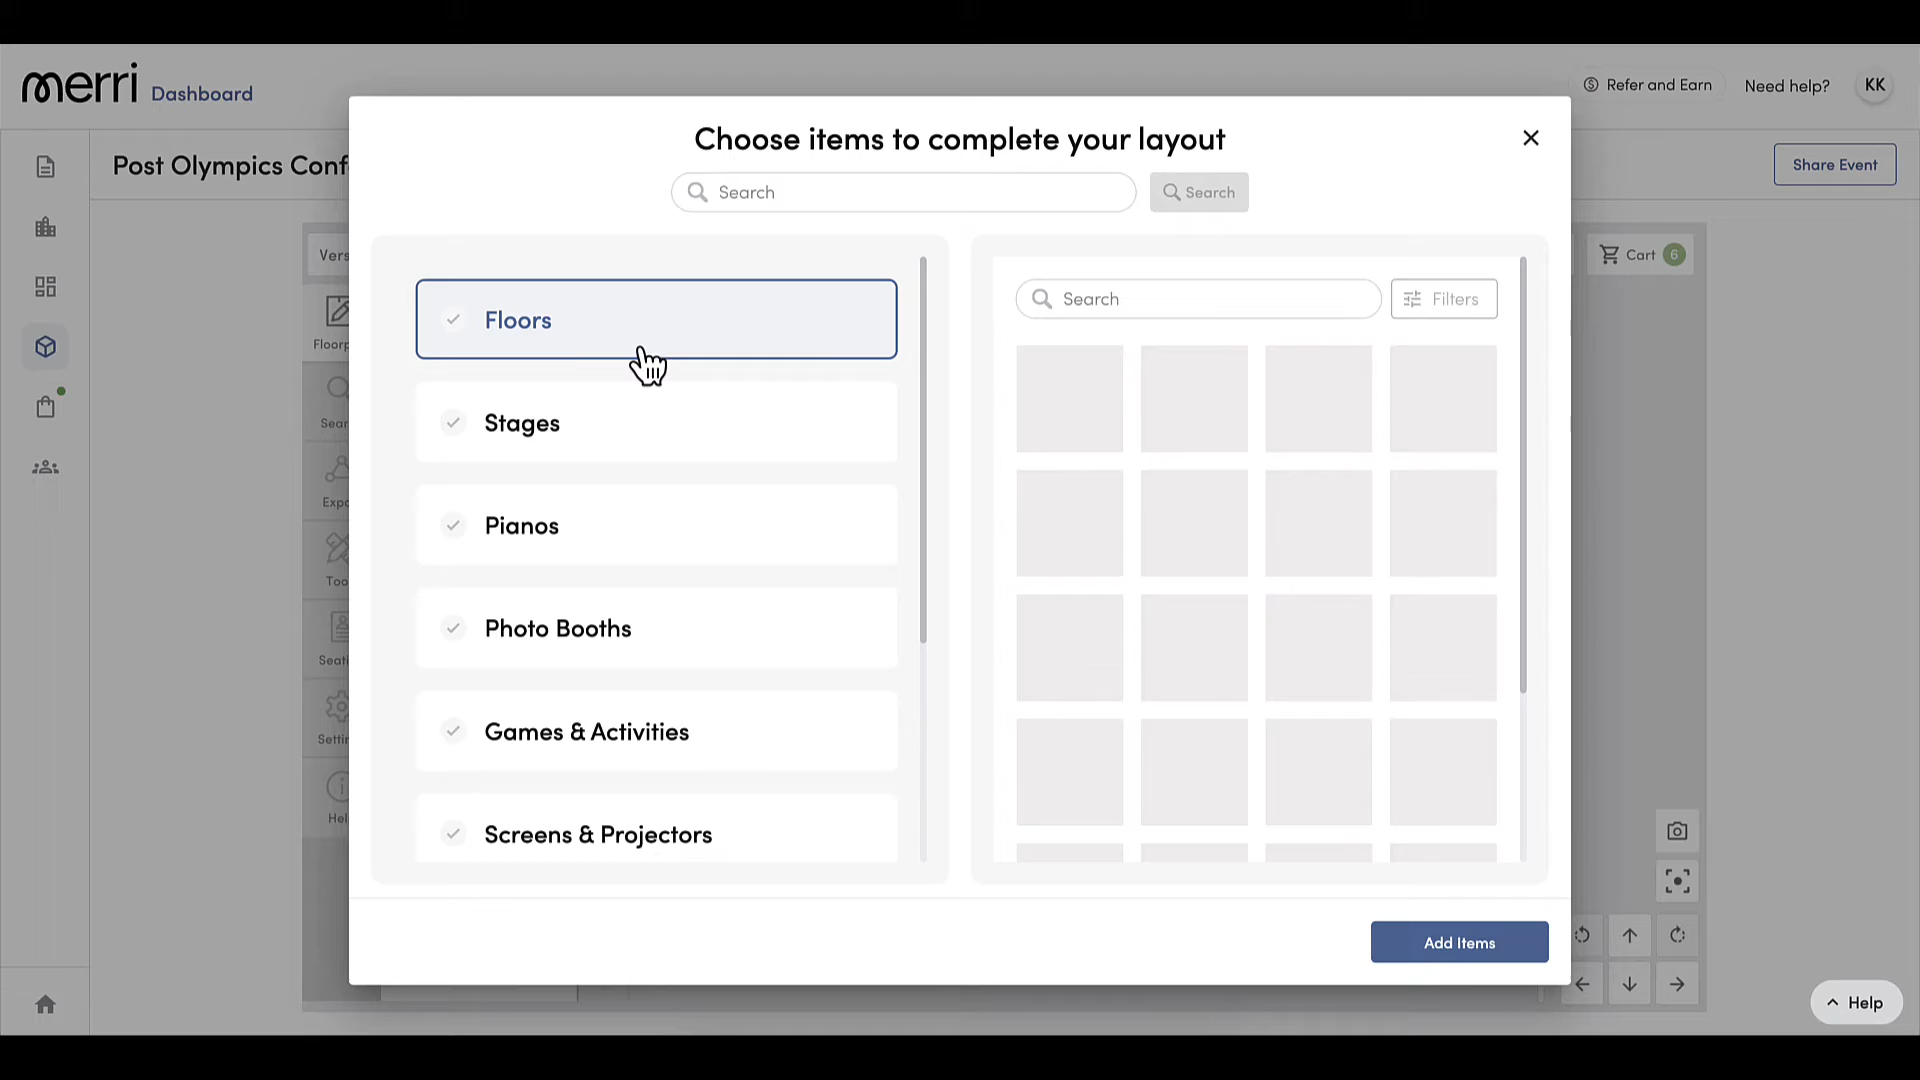 merri Dashboard
Refer and Earn
Need help?
KK
Post Olympics Conf
Share Event
Choose items to complete your layout
Search
Search
Vers
Cart 6
Floors
Stages
Pianos
Photo Booths
Games & Activities
Screens & Projectors
Search
Filters
Floorp
Sear
Expo
Too
Seati
Settin
Hel
Add Items
Help